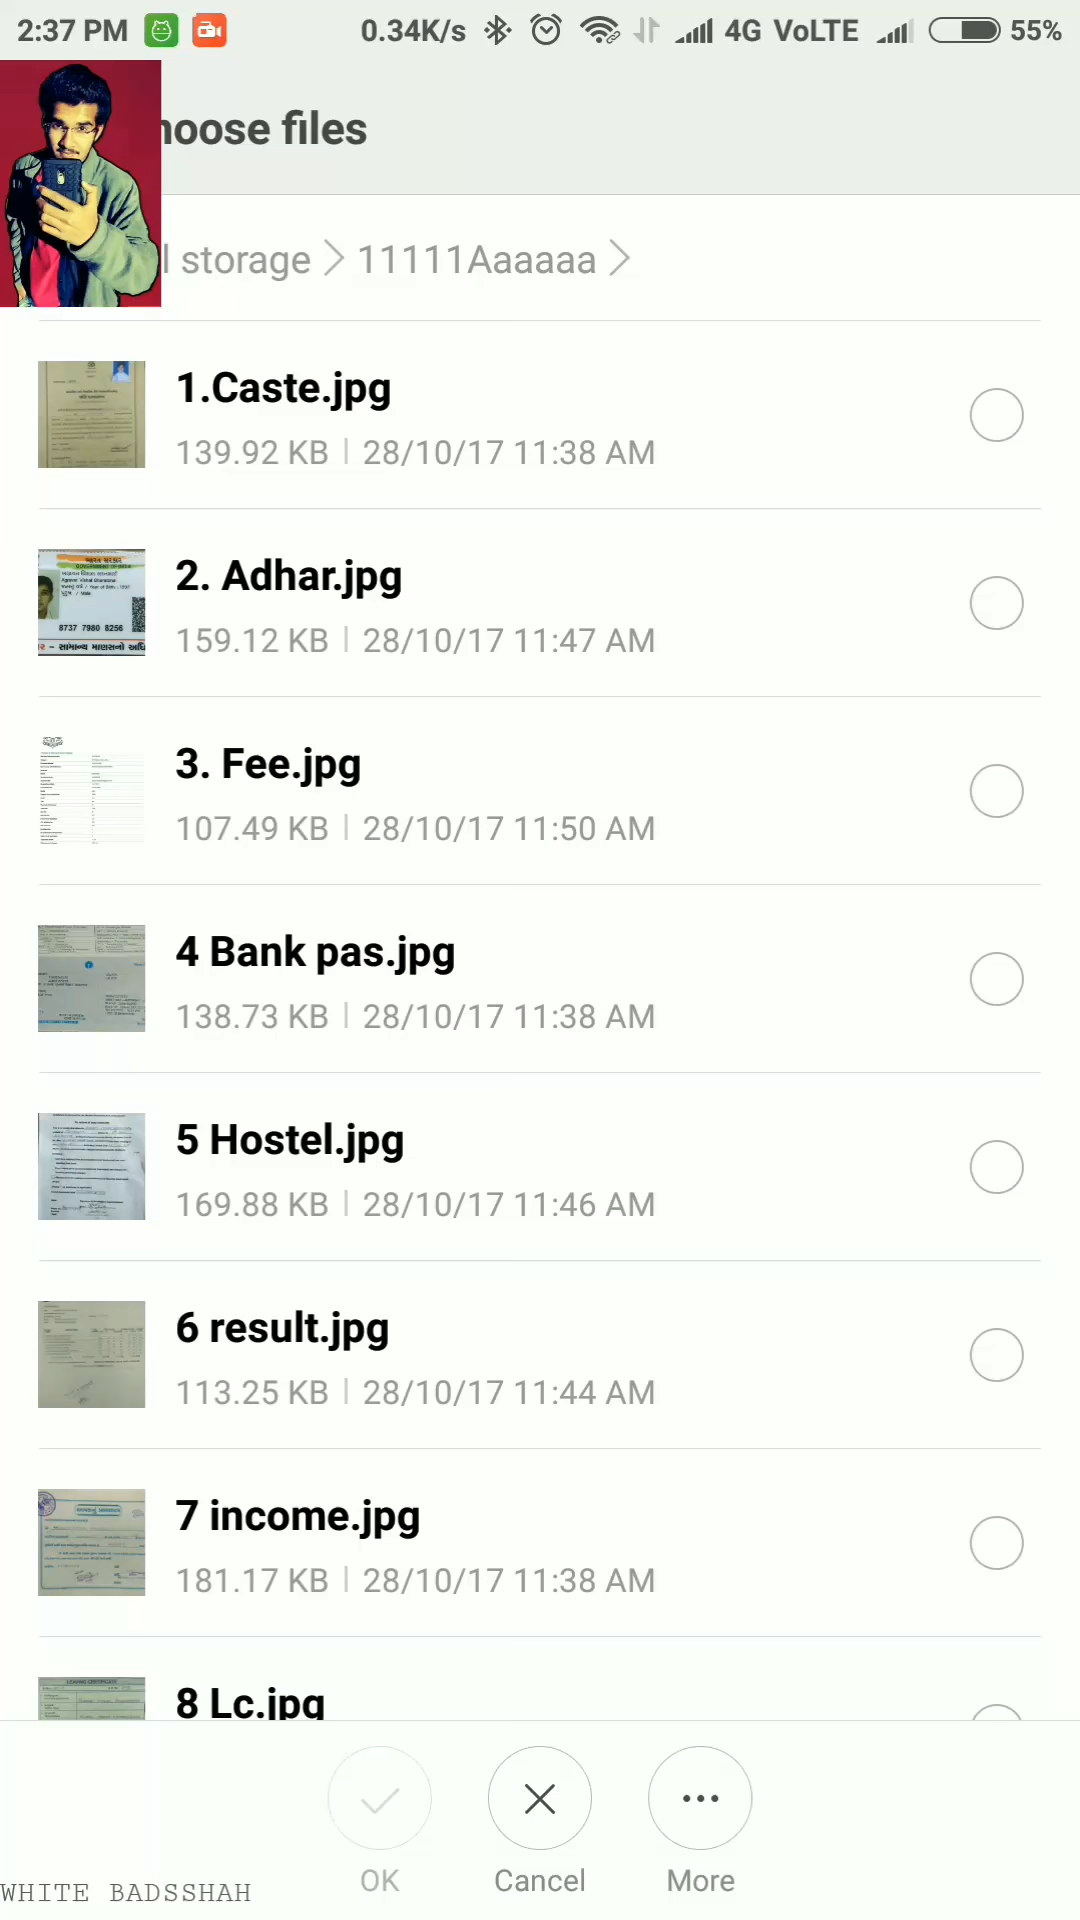 2:37 PM 0.34K/s 4G VoLTE 55%
hoose files
l storage 11111Aaaaaa
1.Caste.jpg
139.92 KB | 28/10/17 11:38 AM
2. Adhar.jpg
159.12 KB | 28/10/17 11:47 AM
3. Fee.jpg
107.49 KB | 28/10/17 11:50 AM
4 Bank pas.jpg
138.73 KB | 28/10/17 11:38 AM
5 Hostel.jpg
169.88 KB | 28/10/17 11:46 AM
6 result.jpg
113.25 KB | 28/10/17 11:44 AM
7 income.jpg
181.17 KB | 28/10/17 11:38 AM
8 Lc.jpg
OK Cancel More
WHITE BADSSHAH